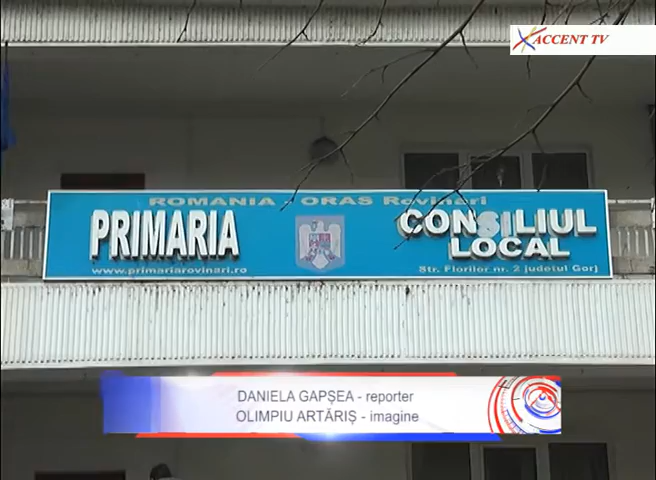 ACCENT TV
ROMANIA ORAS Rovinari
PRIMARIA
CONSILIUL
LOCAL
www.primariarovinari.ro
Str. Florilor nr. 2 judetul Gorj
DANIELA GAPȘEA - reporter
OLIMPIU ARTĂRIȘ - imagine